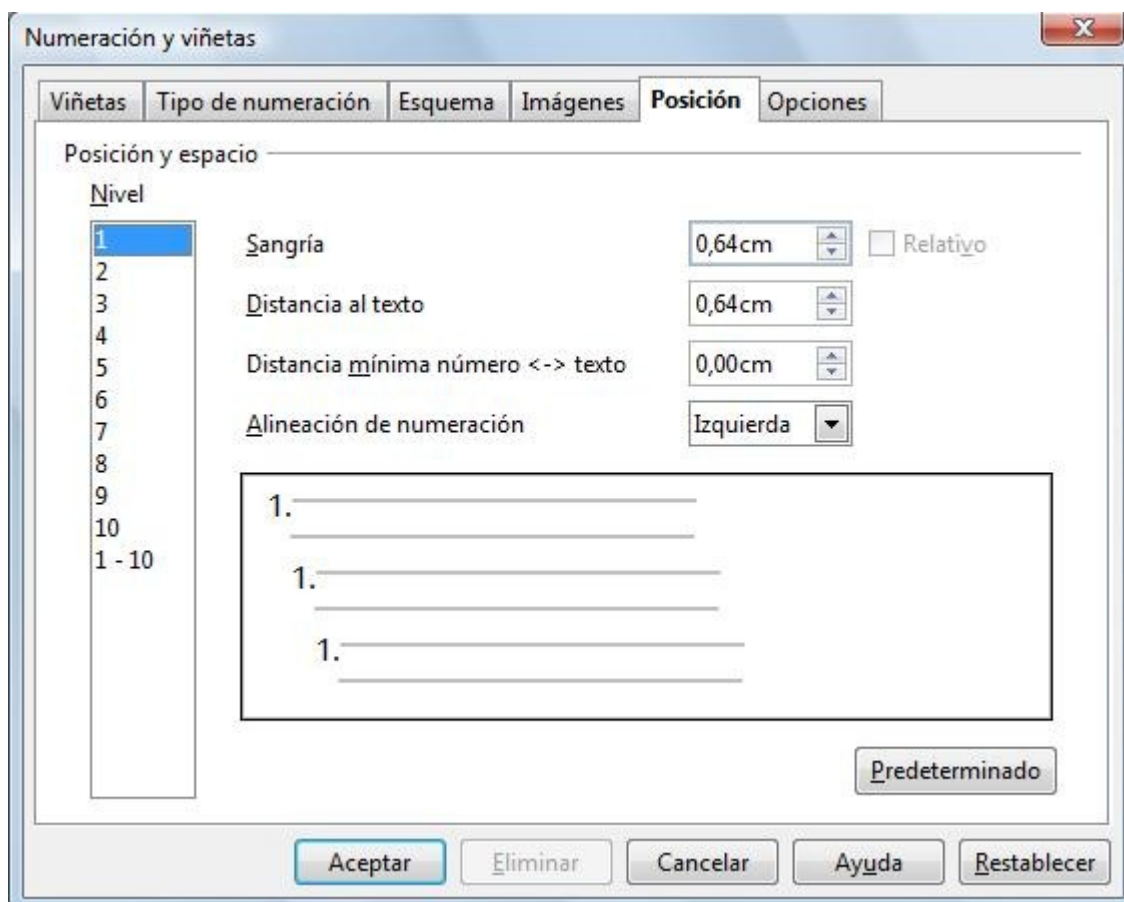 Numeración y viñetas
Viñetas Tipo de numeración Esquema Imágenes Posición Opciones
Posición y espacio
Nivel
1
2
3
4
5
6
7
8
9
10
1 - 10
Sangría 0,64cm Relativo
Distancia al texto 0,64cm
Distancia mínima número <-> texto 0,00cm
Alineación de numeración Izquierda
1.
1.
1.
Predeterminado
Aceptar Eliminar Cancelar Ayuda Restablecer